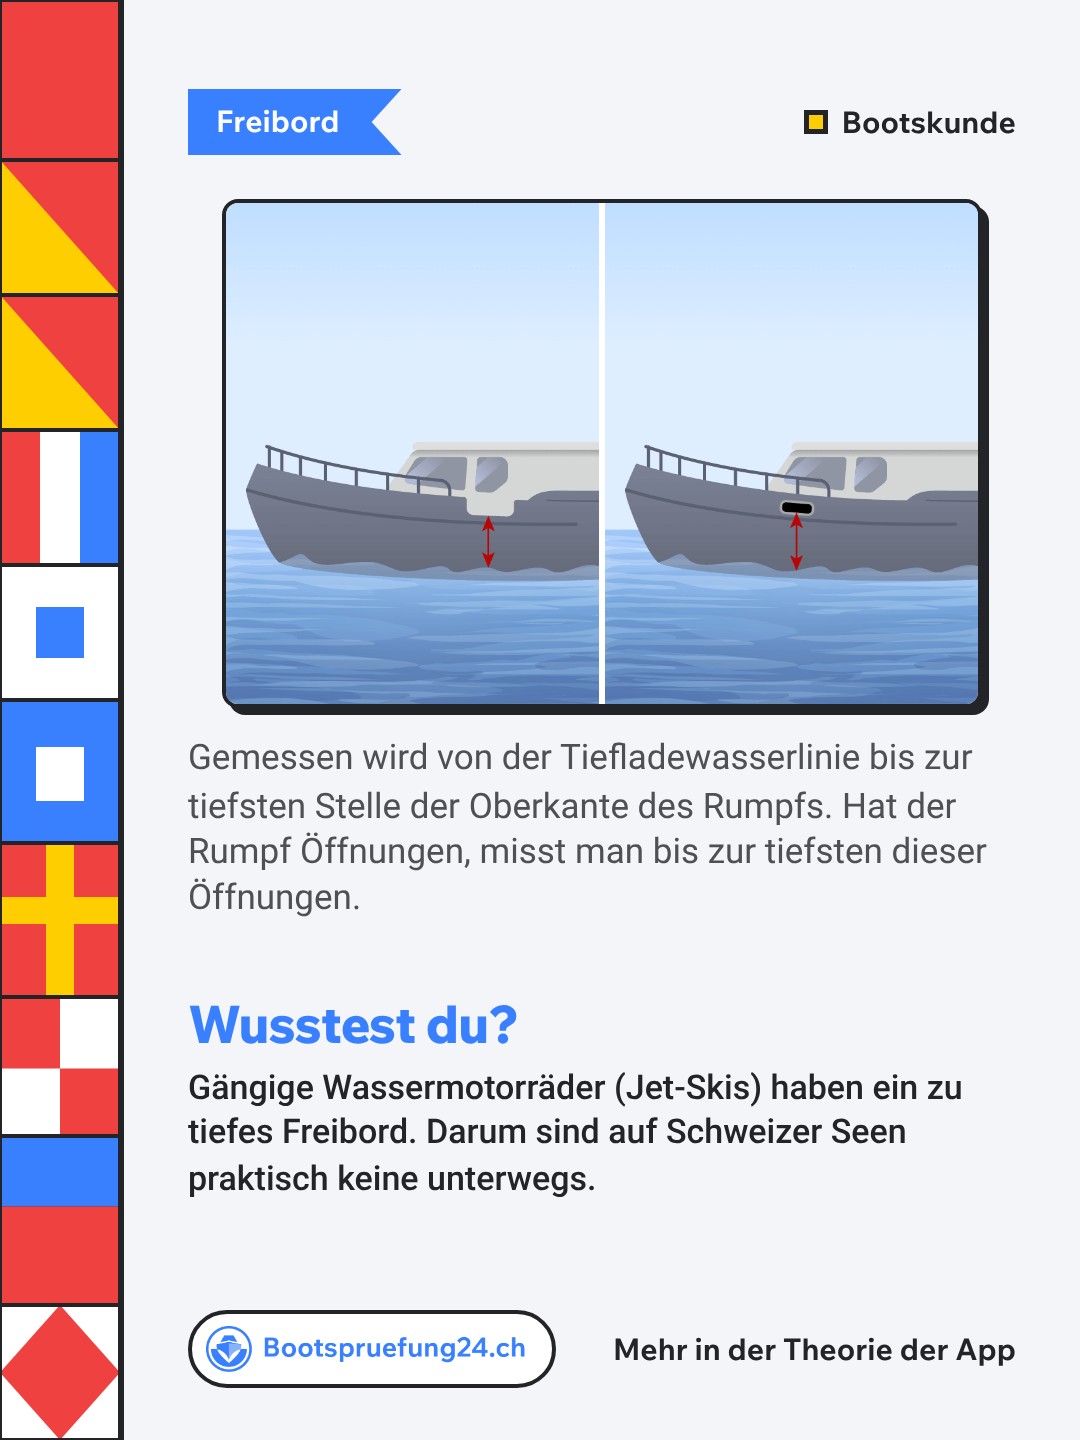 Freibord
Bootskunde
Gemessen wird von der Tiefladewasserlinie bis zur
tiefsten Stelle der Oberkante des Rumpfs. Hat der
Rumpf Öffnungen, misst man bis zur tiefsten dieser
Öffnungen.
Wusstest du?
Gängige Wassermotorräder (Jet-Skis) haben ein zu
tiefes Freibord. Darum sind auf Schweizer Seen
praktisch keine unterwegs.
Bootspruefung24.ch
Mehr in der Theorie der App